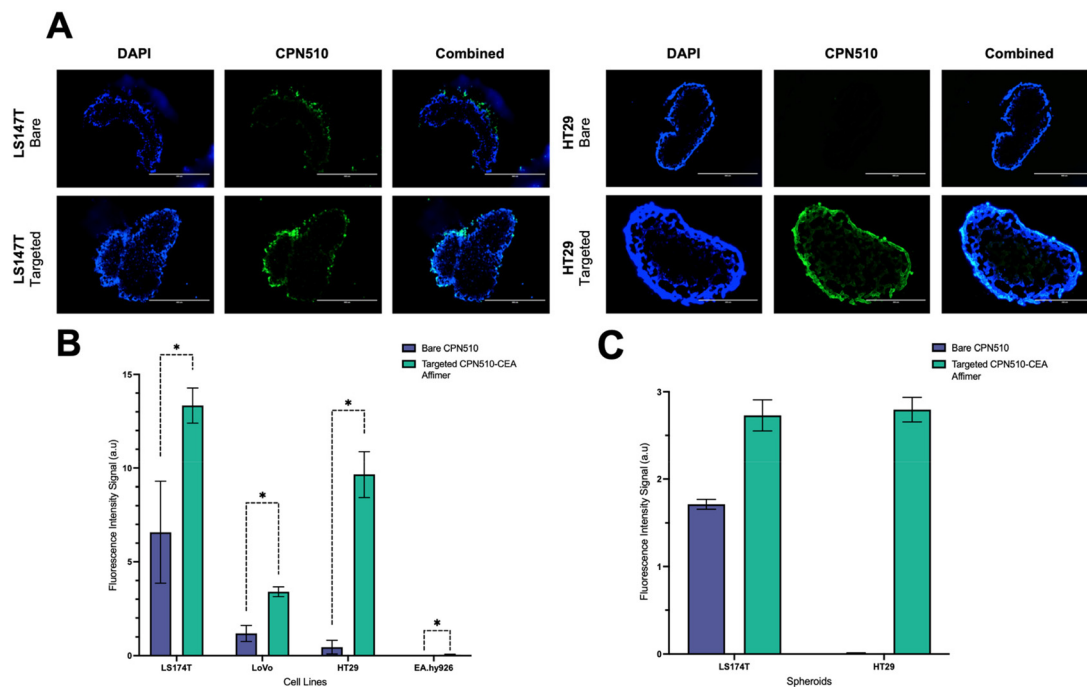 A
DAPI CPN510 Combined
DAPI CPN510 Combined
LS147T
Bare
HT29
Bare
LS147T
Targeted
HT29
Targeted
B
Bare CPN510
Targeted CPN510-CEA
Affimer
Fluorescence Intensity Signal (a.u)
15
10
5
0
*
*
*
*
LS174T LoVo HT29 EA.hy926
Cell Lines
C
Bare CPN510
Targeted CPN510-CEA
Affimer
Fluorescence Intensity Signal (a.u)
3
2
1
0
LS174T HT29
Spheroids